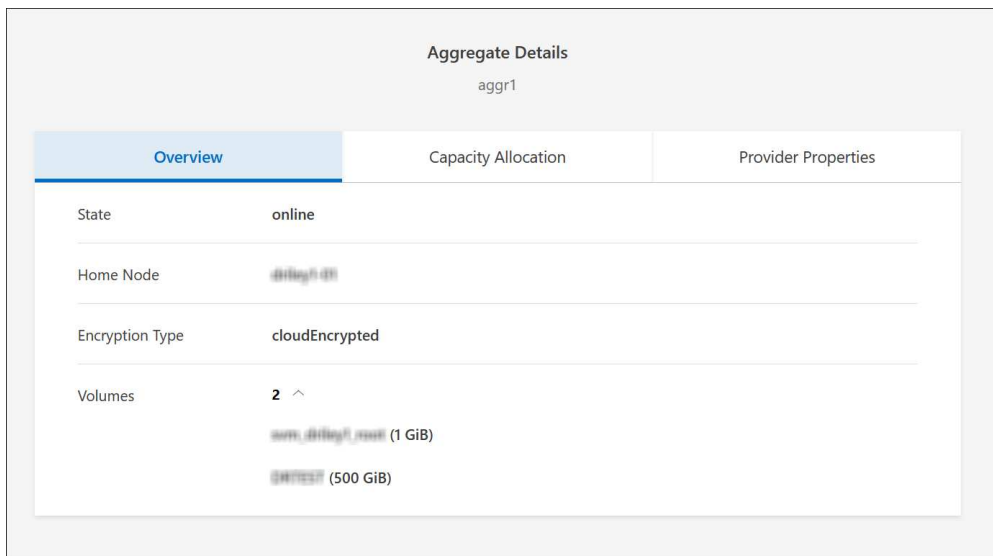 Aggregate Details
aggr1
Overview Capacity Allocation Provider Properties
State online
Home Node
Encryption Type cloudEncrypted
Volumes 2
(1 GiB)
(500 GiB)